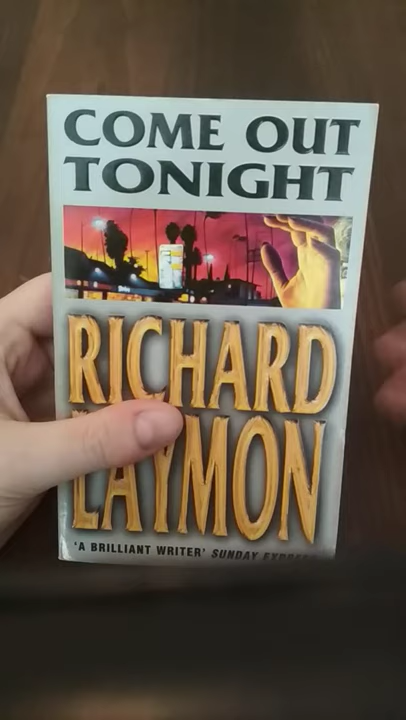 COME OUT
TONIGHT
RICHARD
LAYMON
'A BRILLIANT WRITER' SUNDAY EXPRESS